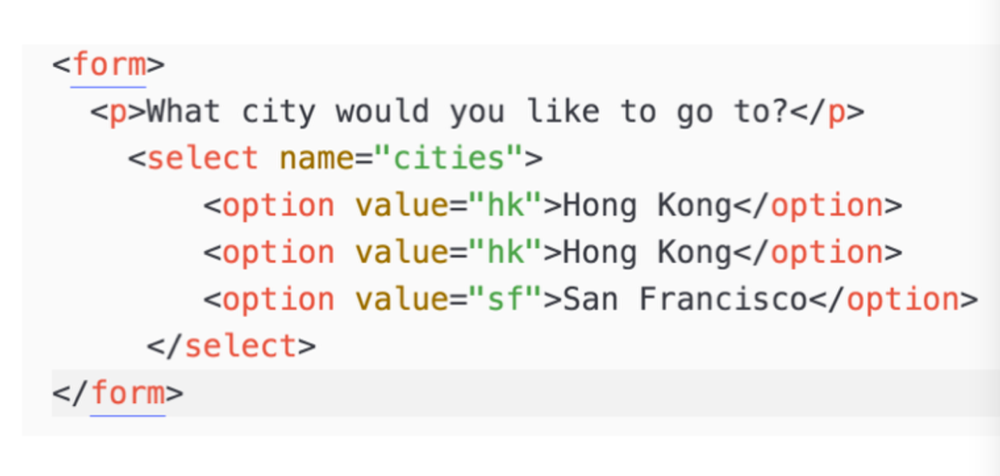 <form>
<p>What city would you like to go to?</p>
<select name="cities">
<option value="hk">Hong Kong</option>
<option value="hk">Hong Kong</option>
<option value="sf">San Francisco</option>
</select>
</form>